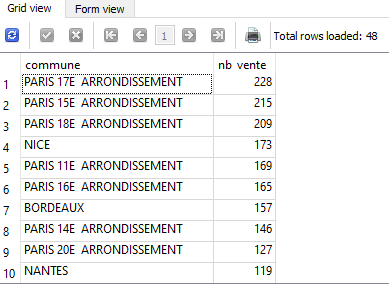 Grid view Form view
1 Total rows loaded: 48
commune nb_vente
1 PARIS 17E ARRONDISSEMENT 228
2 PARIS 15E ARRONDISSEMENT 215
3 PARIS 18E ARRONDISSEMENT 209
4 NICE 173
5 PARIS 11E ARRONDISSEMENT 169
6 PARIS 16E ARRONDISSEMENT 165
7 BORDEAUX 157
8 PARIS 14E ARRONDISSEMENT 146
9 PARIS 20E ARRONDISSEMENT 127
10 NANTES 119